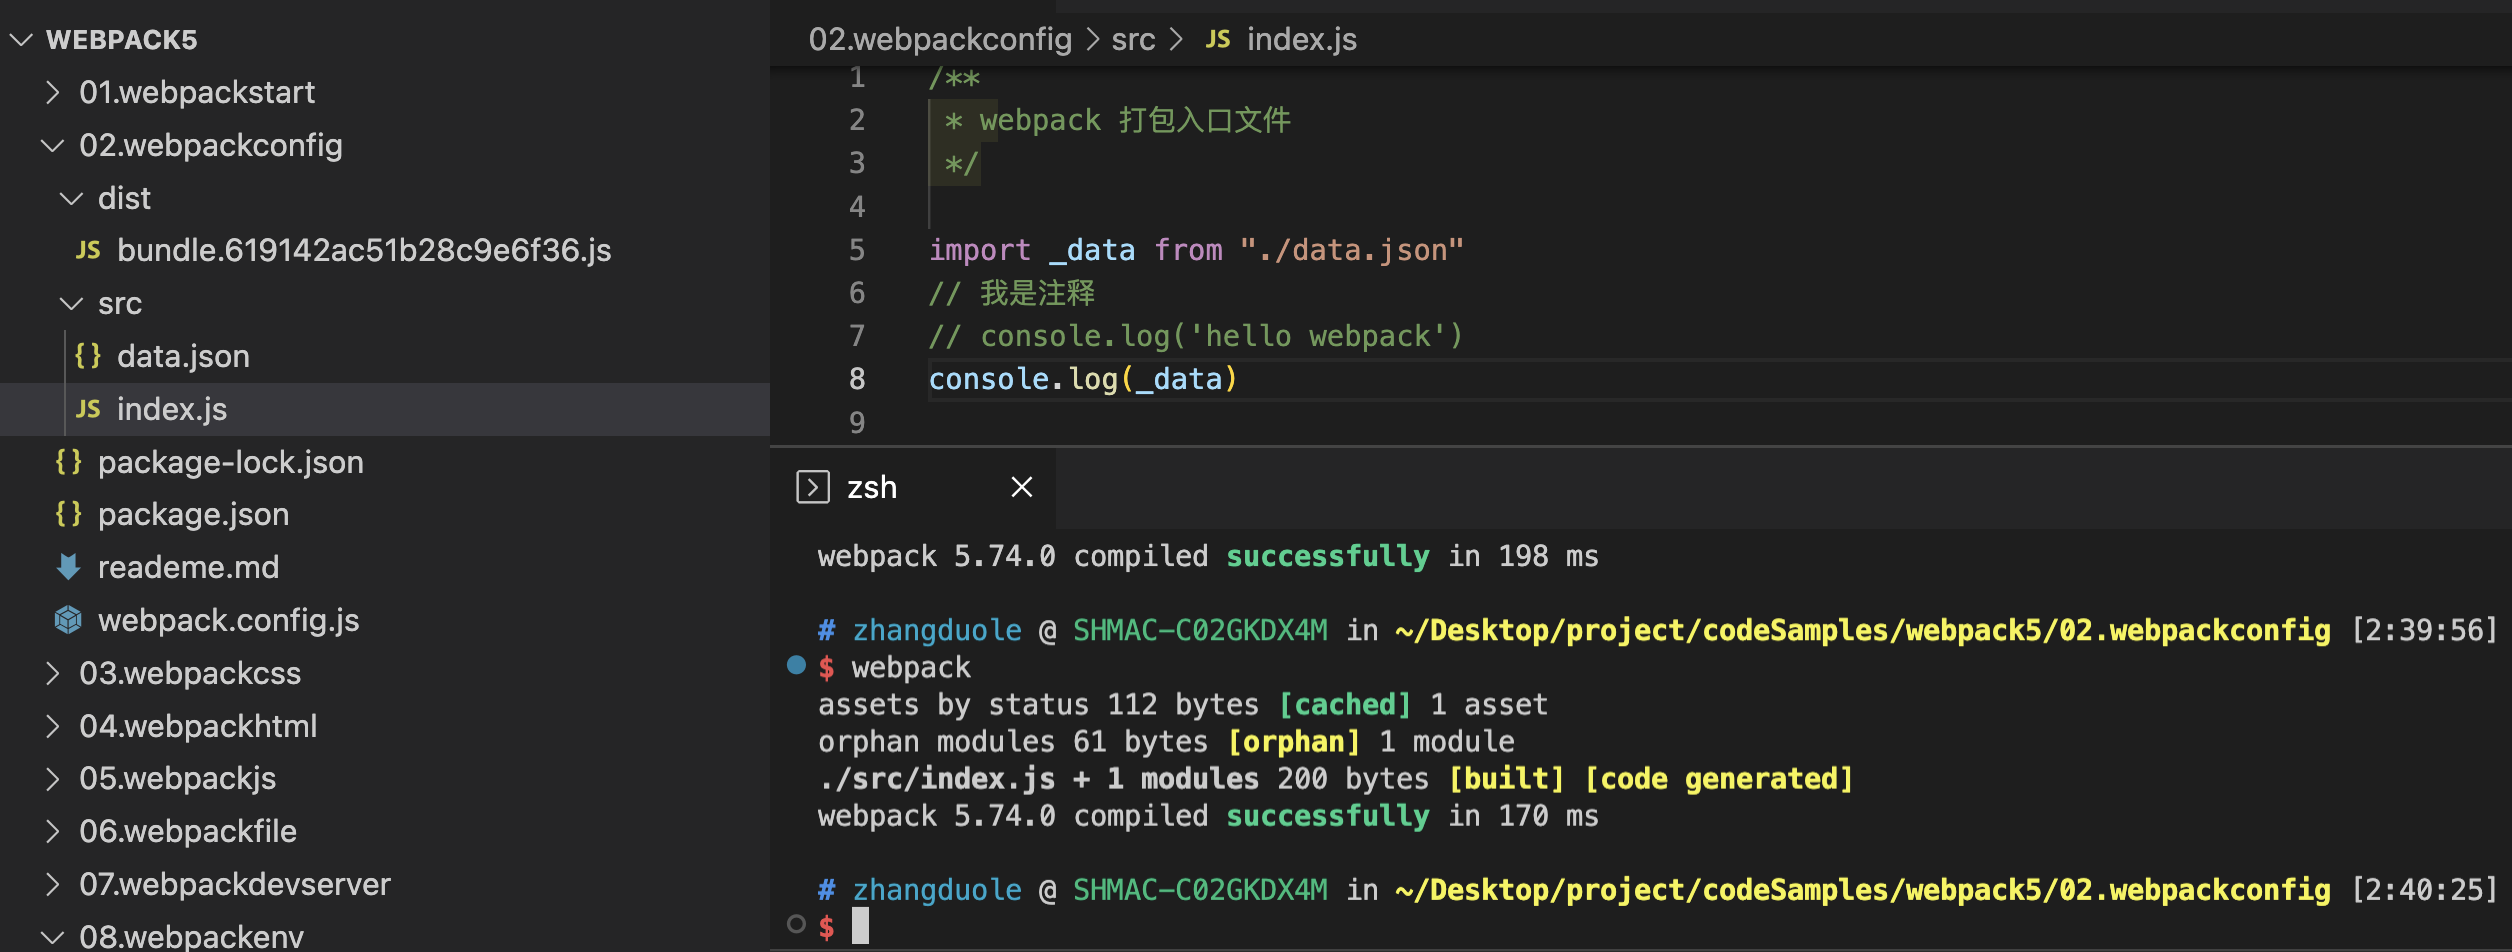 WEBPACK5
01.webpackstart
02.webpackconfig
dist
JS bundle.619142ac51b28c9e6f36.js
src
{} data.json
JS index.js
{} package-lock.json
{} package.json
reademe.md
webpack.config.js
03.webpackcss
04.webpackhtml
05.webpackjs
06.webpackfile
07.webpackdevserver
08.webpackenv
02.webpackconfig > src > JS index.js
1 /**
2 * webpack 打包入口文件
3 */
4
5 import _data from "./data.json"
6 // 我是注释
7 // console.log('hello webpack')
8 console.log(_data)
9
zsh
webpack 5.74.0 compiled successfully in 198 ms
# zhangduole @ SHMAC-C02GKDX4M in ~/Desktop/project/codeSamples/webpack5/02.webpackconfig [2:39:56]
$ webpack
assets by status 112 bytes [cached] 1 asset
orphan modules 61 bytes [orphan] 1 module
./src/index.js + 1 modules 200 bytes [built] [code generated]
webpack 5.74.0 compiled successfully in 170 ms
# zhangduole @ SHMAC-C02GKDX4M in ~/Desktop/project/codeSamples/webpack5/02.webpackconfig [2:40:25]
$